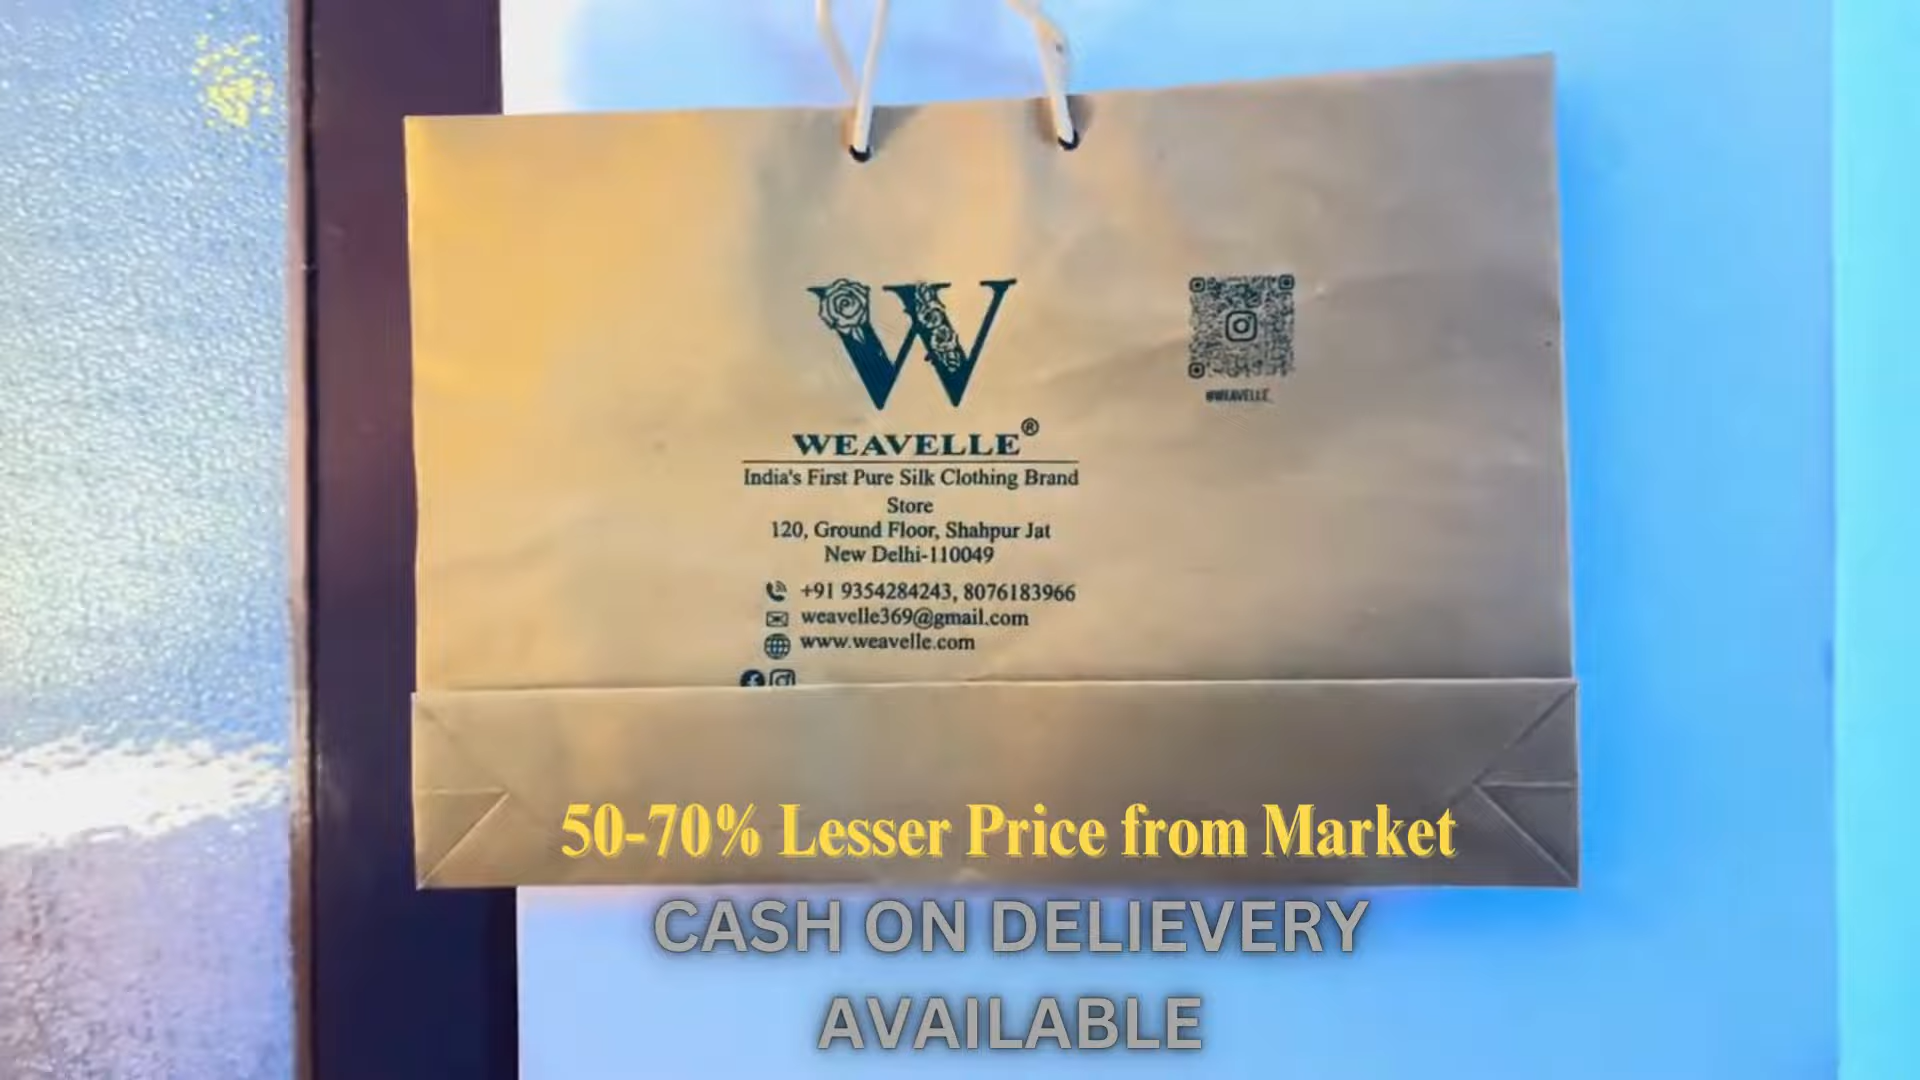 W
WEAVELLE®
India's First Pure Silk Clothing Brand
Store
120, Ground Floor, Shahpur Jat
New Delhi-110049
+91 9354284243, 8076183966
weavelle369@gmail.com
www.weavelle.com
@WEAVELLE_
50-70% Lesser Price from Market
CASH ON DELIEVERY
AVAILABLE